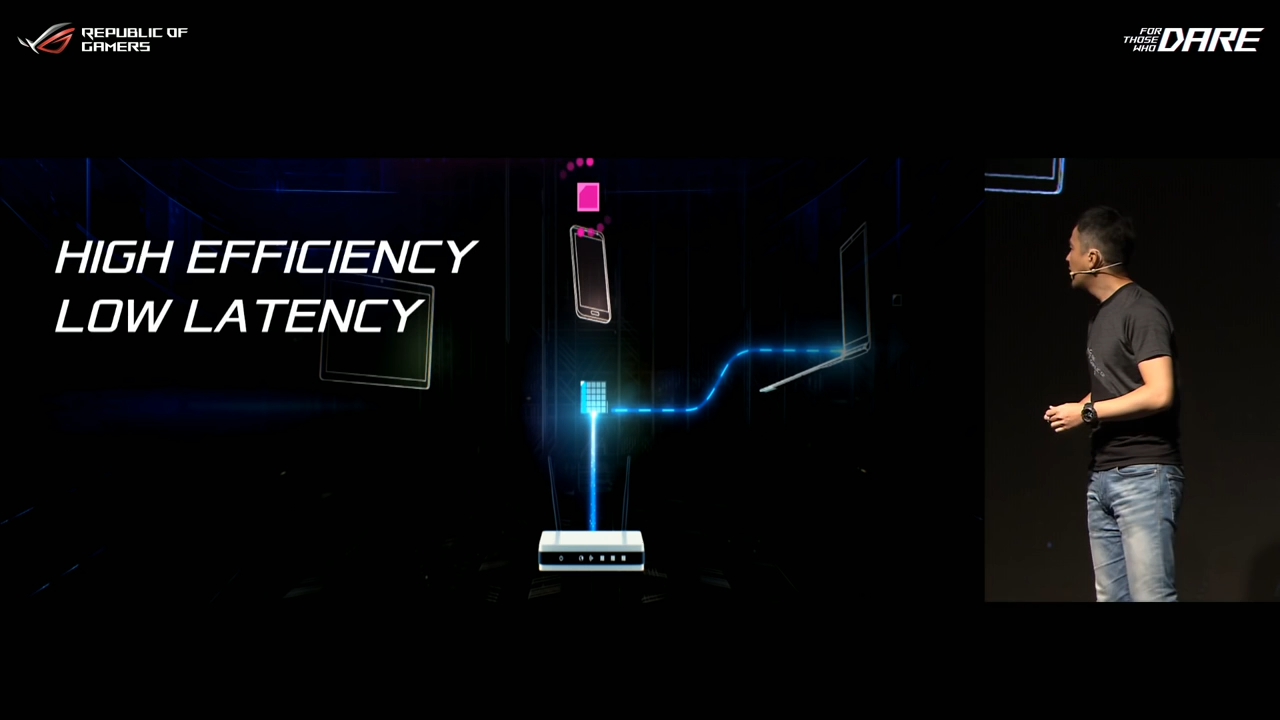 REPUBLIC OF
GAMERS
FOR
THOSE
WHO
DARE
HIGH EFFICIENCY
LOW LATENCY